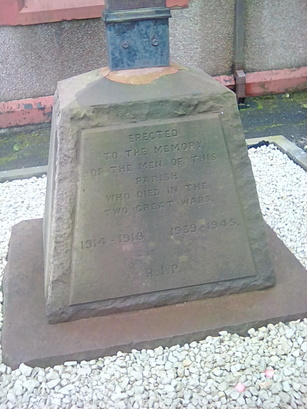 ERECTED
TO THE MEMORY
OF THE MEN OF THIS
PARISH
WHO DIED IN THE
TWO GREAT WARS
1914-1918 1939-1945.
R.I.P.